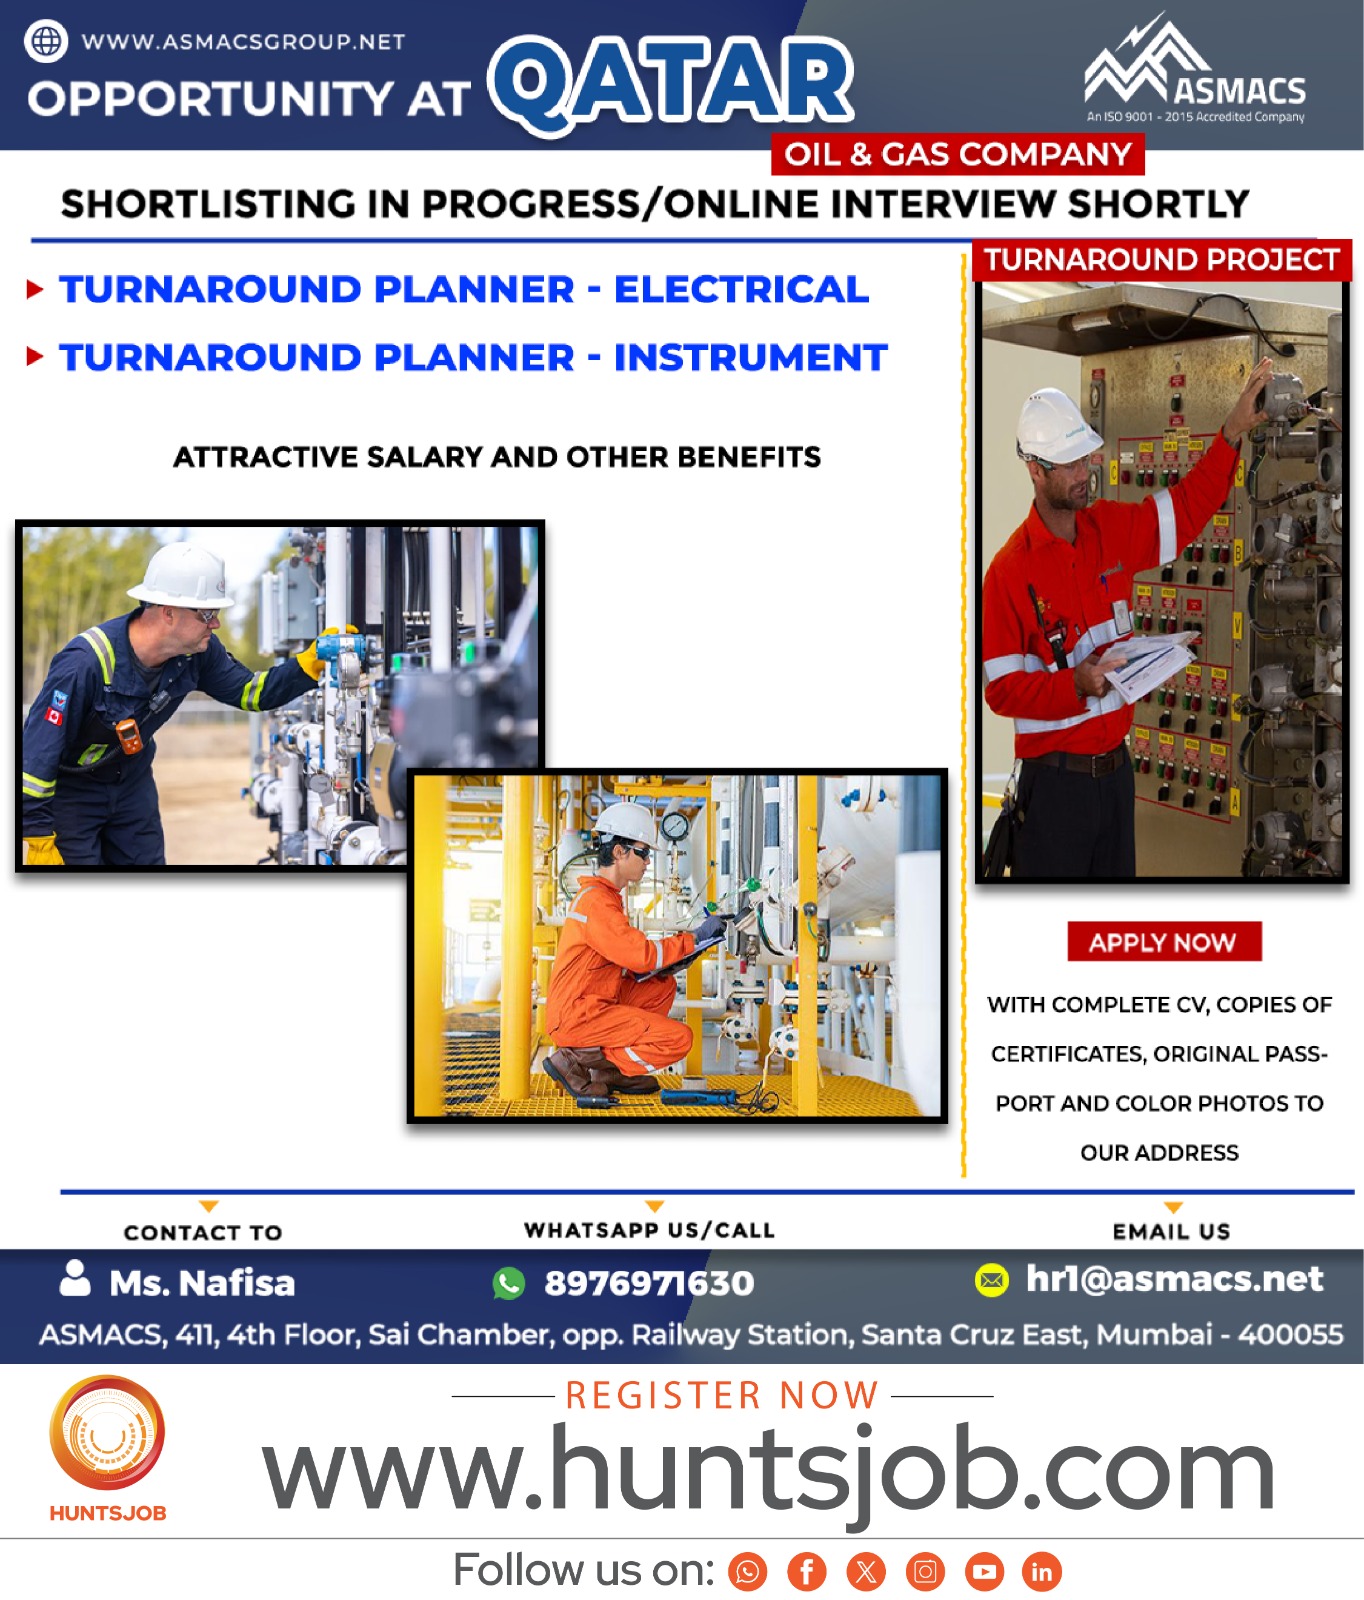 WWW.ASMACSGROUP.NET
OPPORTUNITY AT QATAR
ASMACS
An ISO 9001 - 2015 Accredited Company
OIL & GAS COMPANY
SHORTLISTING IN PROGRESS/ONLINE INTERVIEW SHORTLY
TURNAROUND PROJECT
TURNAROUND PLANNER - ELECTRICAL
TURNAROUND PLANNER - INSTRUMENT
ATTRACTIVE SALARY AND OTHER BENEFITS
APPLY NOW
WITH COMPLETE CV, COPIES OF
CERTIFICATES, ORIGINAL PASS-
PORT AND COLOR PHOTOS TO
OUR ADDRESS
CONTACT TO
WHATSAPP US/CALL
EMAIL US
Ms. Nafisa
8976971630
hr1@asmacs.net
ASMACS, 411, 4th Floor, Sai Chamber, opp. Railway Station, Santa Cruz East, Mumbai - 400055
REGISTER NOW
www.huntsjob.com
HUNTSJOB
Follow us on: